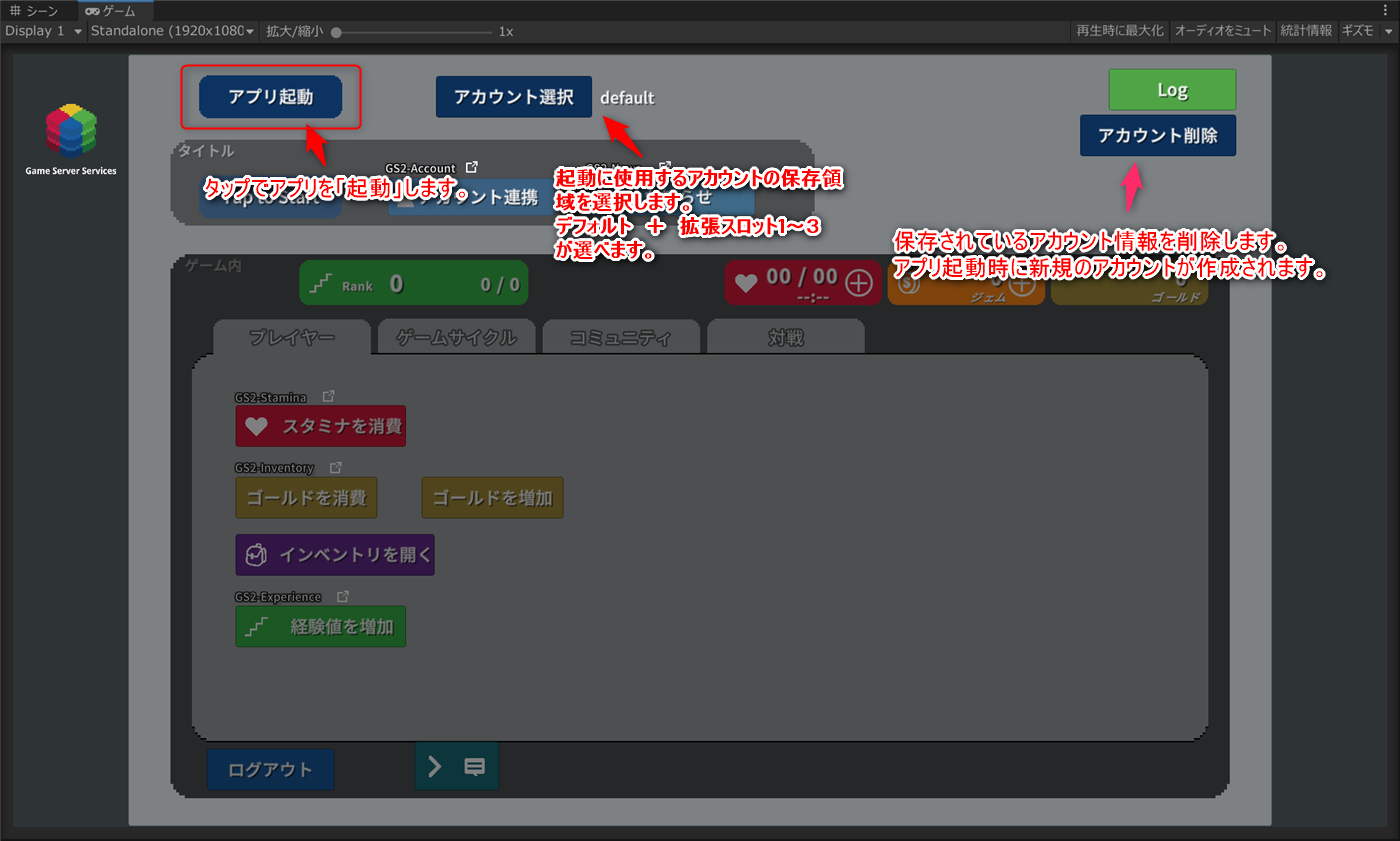 シーン
ゲーム
Display 1
Standalone (1920x1080
拡大/縮小
1x
再生時に最大化
オーディオをミュート
統計情報
ギズモ
Game Server Services
アプリ起動
アカウント選択
default
Log
アカウント削除
タイトル
GS2-Account
タップでアプリを「起動」します。
Tap to Start
アカウント連携
らせ
起動に使用するアカウントの保存領
域を選択します。
デフォルト ＋ 拡張スロット1～3
が選べます。
保存されているアカウント情報を削除します。
アプリ起動時に新規のアカウントが作成されます。
ゲーム内
Rank 0 0 / 0
00 / 00
--:--
0
ジェム
0
ゴールド
プレイヤー
ゲームサイクル
コミュニティ
対戦
GS2-Stamina
スタミナを消費
GS2-Inventory
ゴールドを消費
ゴールドを増加
インベントリを開く
GS2-Experience
経験値を増加
ログアウト